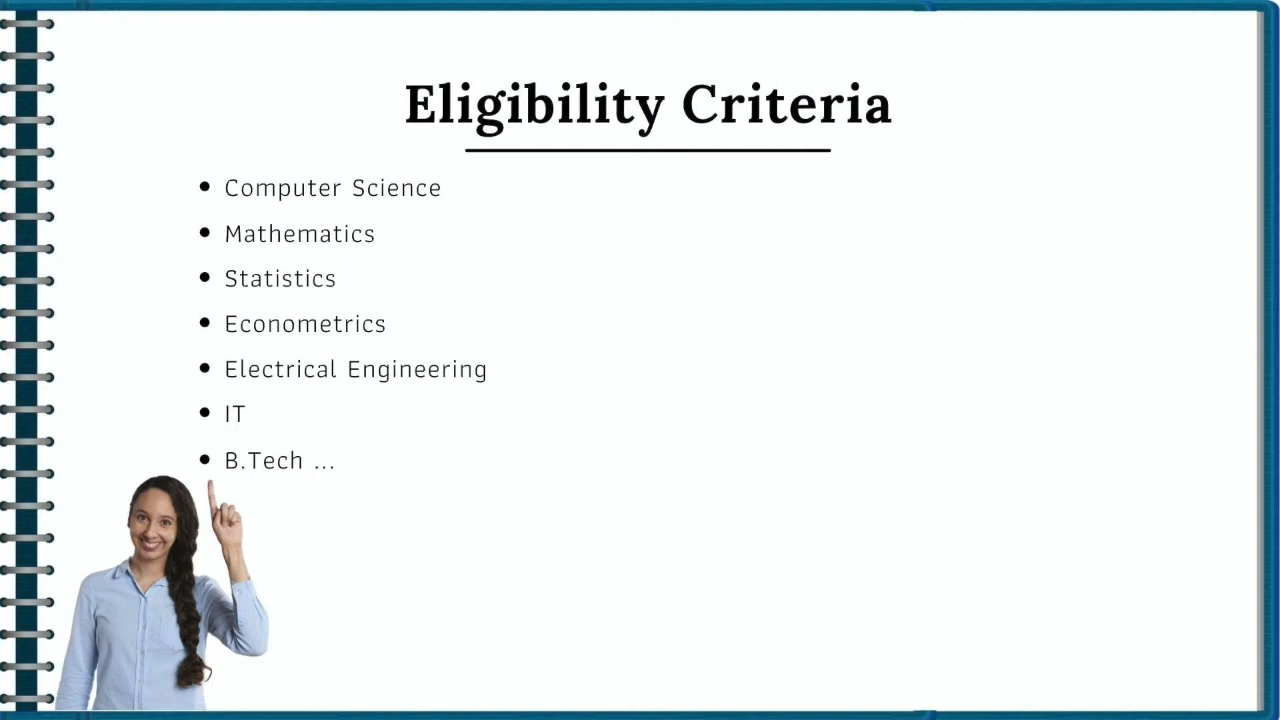 Eligibility Criteria
• Computer Science
• Mathematics
• Statistics
• Econometrics
• Electrical Engineering
• IT
• B.Tech ...